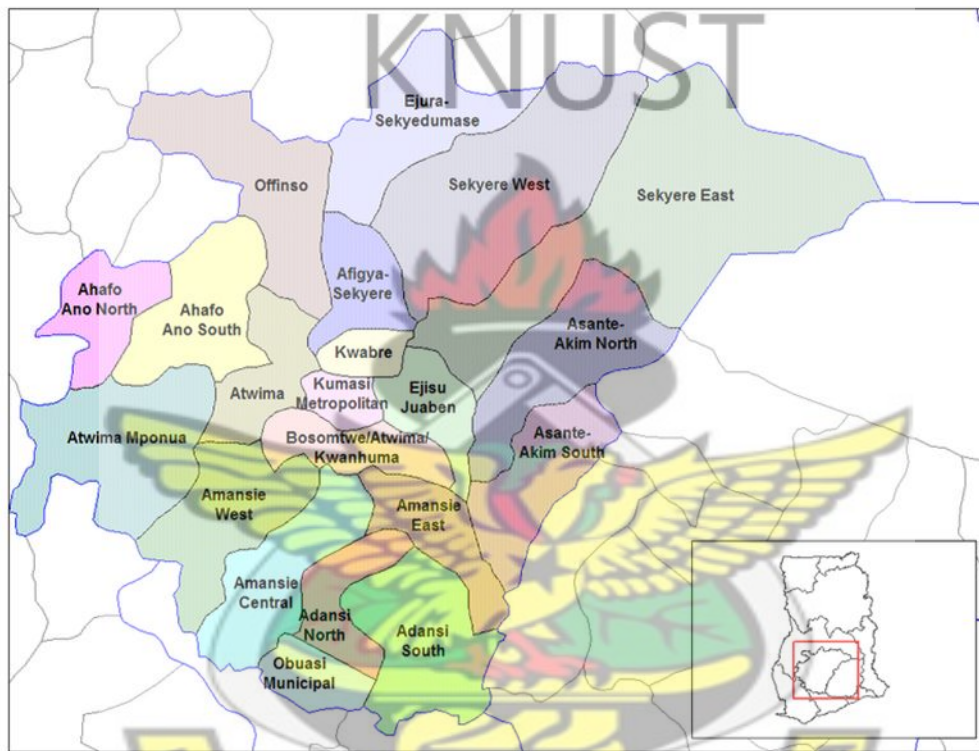 KNUST
Ejura-
Sekyedumase
Offinso
Sekyere West
Sekyere East
Afigya-
Sekyere
Ahafo
Ano North
Ahafo
Ano South
Asante-
Akim North
Kwabre
Kumasi
Metropolitan
Ejisu
Juaben
Atwima
Atwima Mponua
Bosomtwe/Atwima/
Kwanhuma
Asante-
Akim South
Amansie
West
Amansie
East
Amansie
Central
Adansi
North
Adansi
South
Obuasi
Municipal